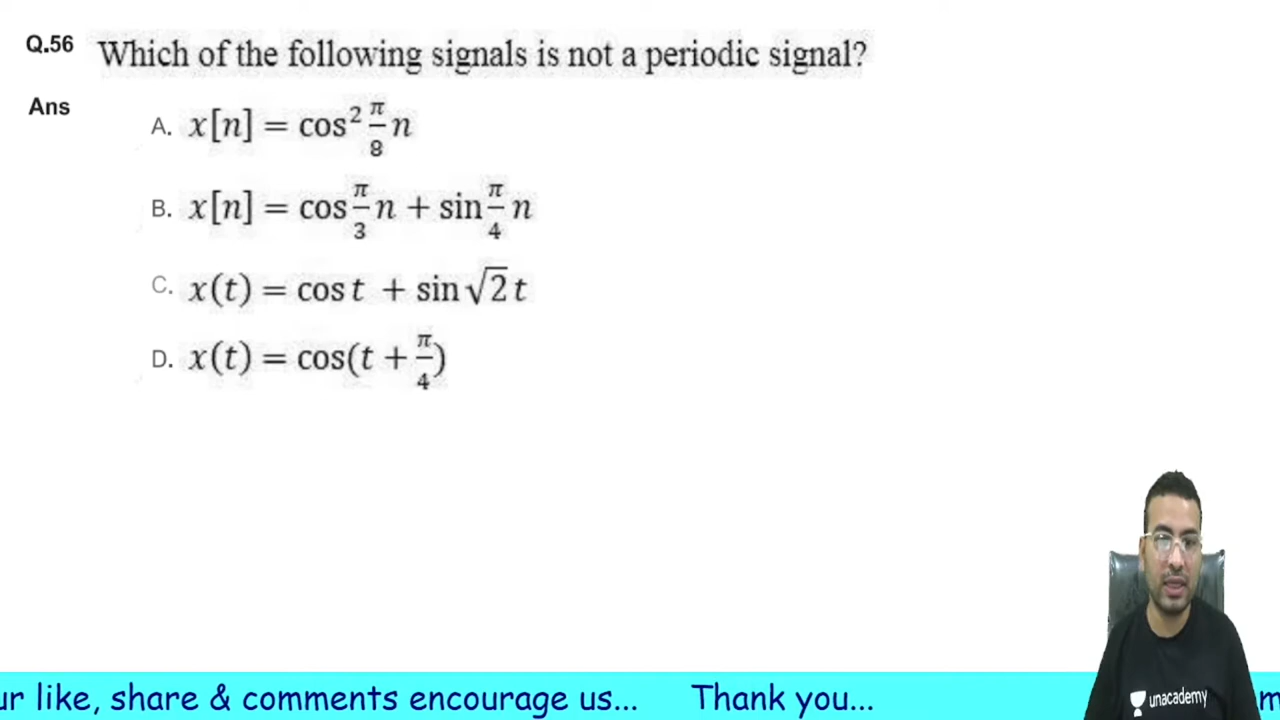 Q.56 Which of the following signals is not a periodic signal?
Ans
A. x[n] = cos² π/8 n
B. x[n] = cos π/3 n + sin π/4 n
C. x(t) = cos t + sin √2 t
D. x(t) = cos(t + π/4)
unacademy
ur like, share & comments encourage us... Thank you... m